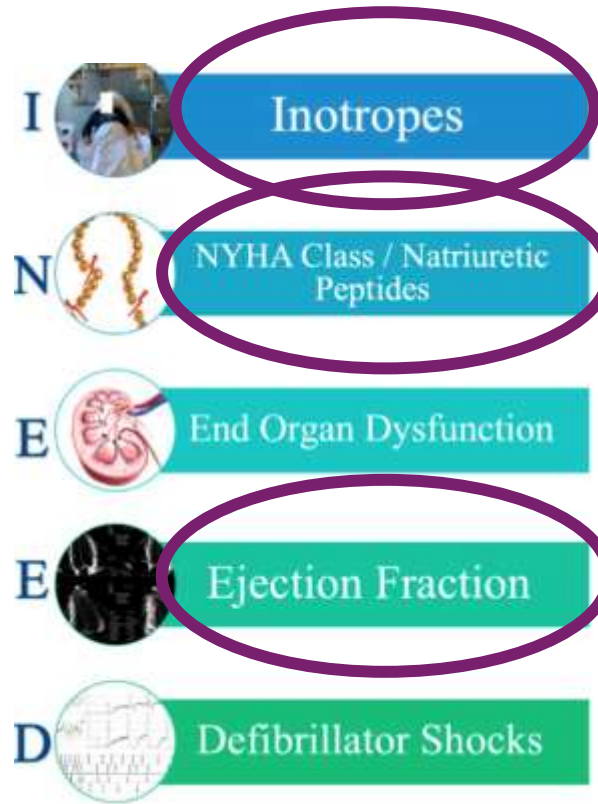 I Inotropes
N NYHA Class / Natriuretic
Peptides
E End Organ Dysfunction
E Ejection Fraction
D Defibrillator Shocks